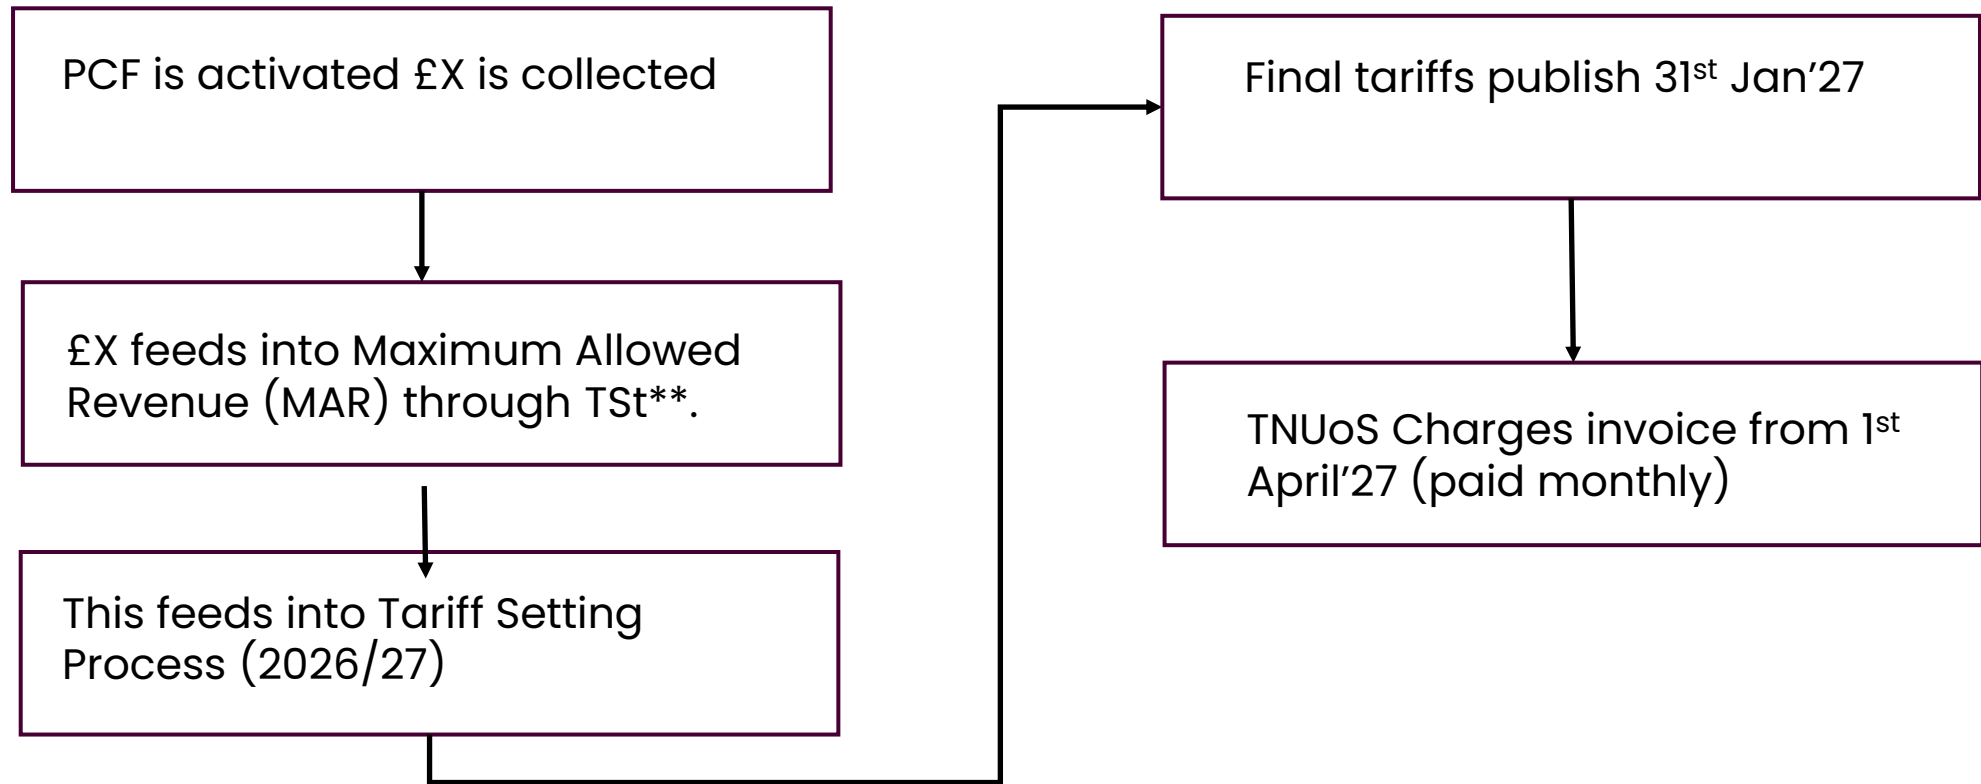 PCF is activated £X is collected
£X feeds into Maximum Allowed
Revenue (MAR) through TSt**.
This feeds into Tariff Setting
Process (2026/27)
Final tariffs publish 31st Jan’27
TNUoS Charges invoice from 1st
April’27 (paid monthly)